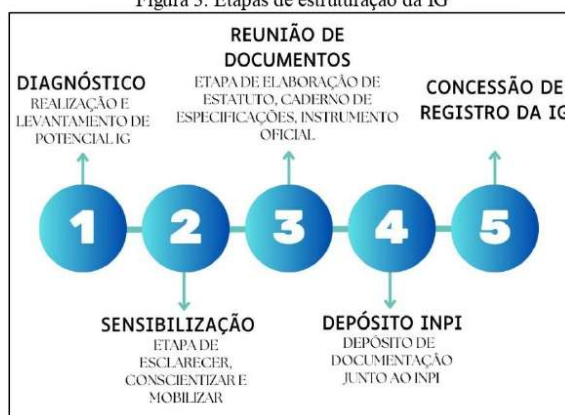 Figura 3: Etapas de estruturação da IG
DIAGNÓSTICO
REALIZAÇÃO E
LEVANTAMENTO DE
POTENCIAL IG
REUNIÃO DE
DOCUMENTOS
ETAPA DE ELABORAÇÃO DE
ESTATUTO, CADERNO DE
ESPECIFICAÇÕES, INSTRUMENTO
OFICIAL
CONCESSÃO DE
REGISTRO DA IG
1
2
3
4
5
SENSIBILIZAÇÃO
ETAPA DE
ESCLARECER,
CONSCIENTIZAR E
MOBILIZAR
DEPÓSITO INPI
DEPÓSITO DE
DOCUMENTAÇÃO
JUNTO AO INPI